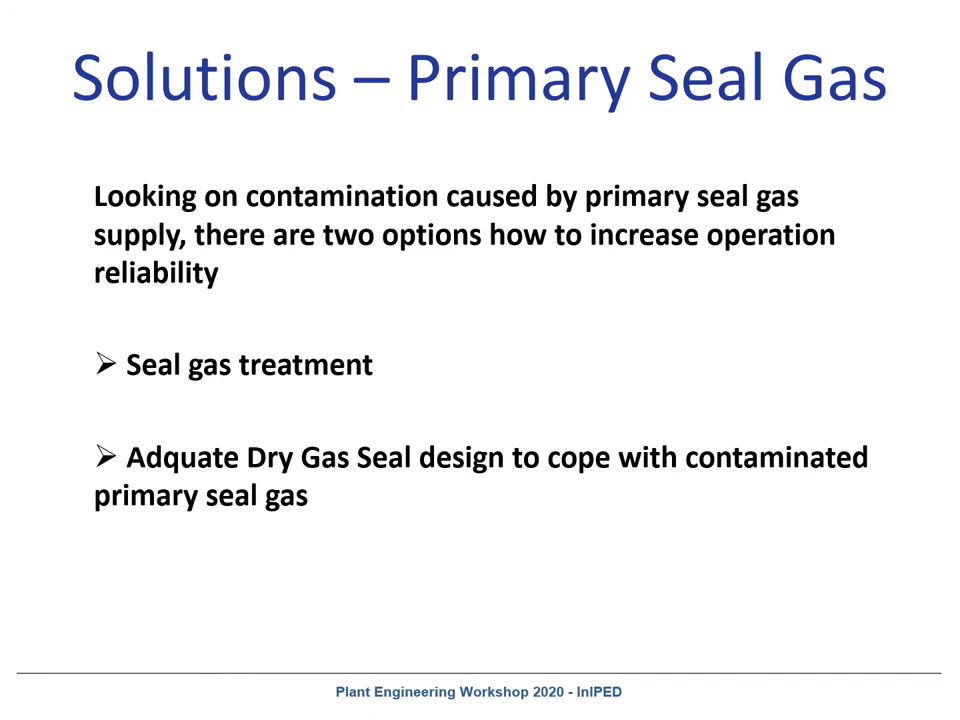 Solutions – Primary Seal Gas
Looking on contamination caused by primary seal gas
supply, there are two options how to increase operation
reliability
➢ Seal gas treatment
➢ Adquate Dry Gas Seal design to cope with contaminated
primary seal gas
Plant Engineering Workshop 2020 - InIPED